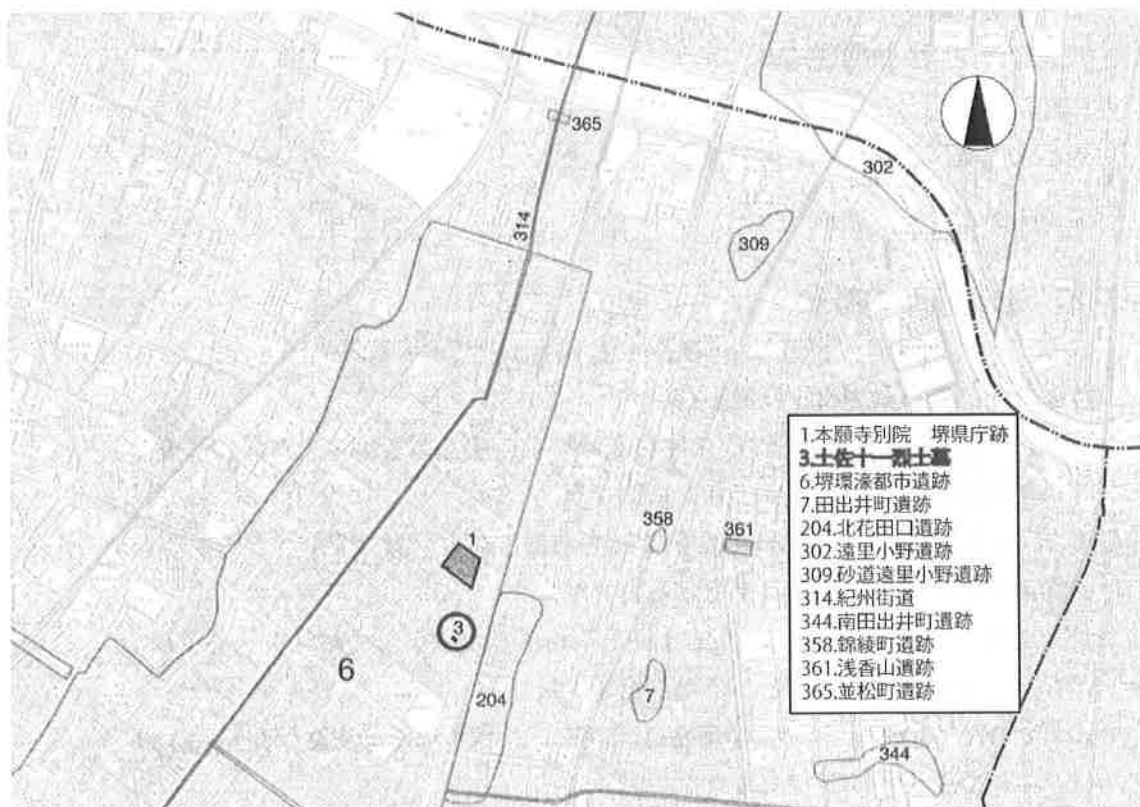 365
302
314
309
1.本願寺別院　堺県庁跡
3.土佐十一烈士墓
6.堺環濠都市遺跡
7.田出井町遺跡
204.北花田口遺跡
302.遠里小野遺跡
309.砂道遠里小野遺跡
314.紀州街道
344.南田出井町遺跡
358.錦綾町遺跡
361.浅香山遺跡
365.並松町遺跡
358
361
1
3
6
204
7
344